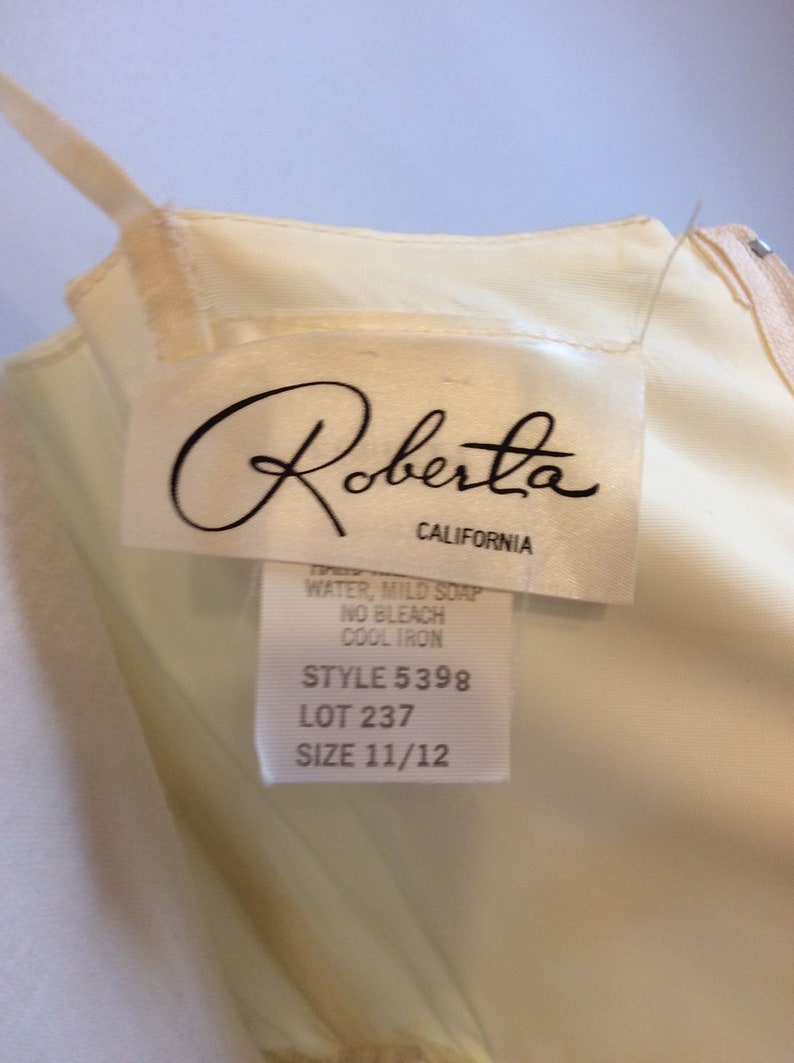 Roberta
CALIFORNIA
WATER, MILD SOAP
NO BLEACH
COOL IRON
STYLE 5398
LOT 237
SIZE 11/12